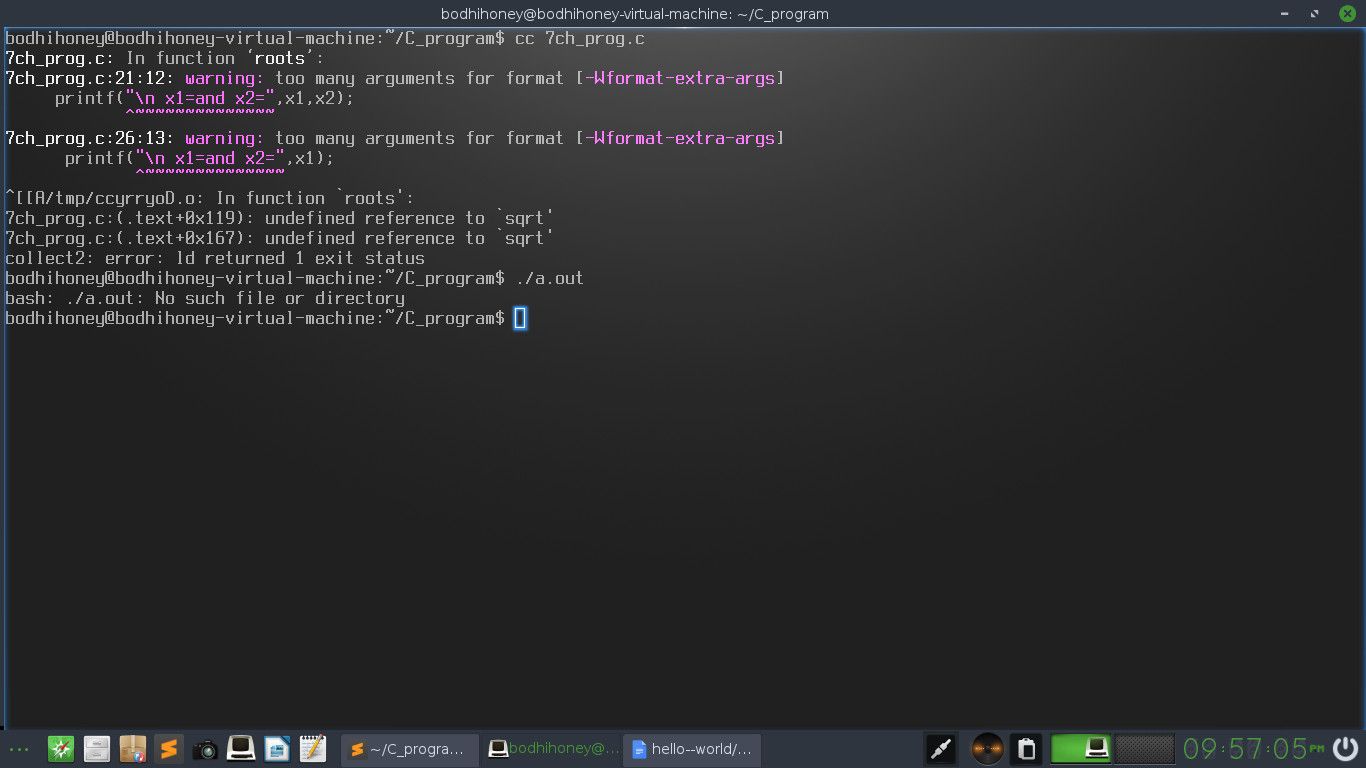 bodhihoney@bodhihoney-virtual-machine: ~/C_program
bodhihoney@bodhihoney-virtual-machine:~/C_program$ cc 7ch_prog.c
7ch_prog.c: In function ‘roots’:
7ch_prog.c:21:12: warning: too many arguments for format [-Wformat-extra-args]
     printf("\n x1=and x2=",x1,x2);
            ^~~~~~~~~~~~~~~
7ch_prog.c:26:13: warning: too many arguments for format [-Wformat-extra-args]
      printf("\n x1=and x2=",x1);
             ^~~~~~~~~~~~~~~
^[[A/tmp/ccyrryoD.o: In function `roots':
7ch_prog.c:(.text+0x119): undefined reference to `sqrt'
7ch_prog.c:(.text+0x167): undefined reference to `sqrt'
collect2: error: ld returned 1 exit status
bodhihoney@bodhihoney-virtual-machine:~/C_program$ ./a.out
bash: ./a.out: No such file or directory
bodhihoney@bodhihoney-virtual-machine:~/C_program$
~/C_progra... bodhihoney@... hello--world/... 09:57:05PM